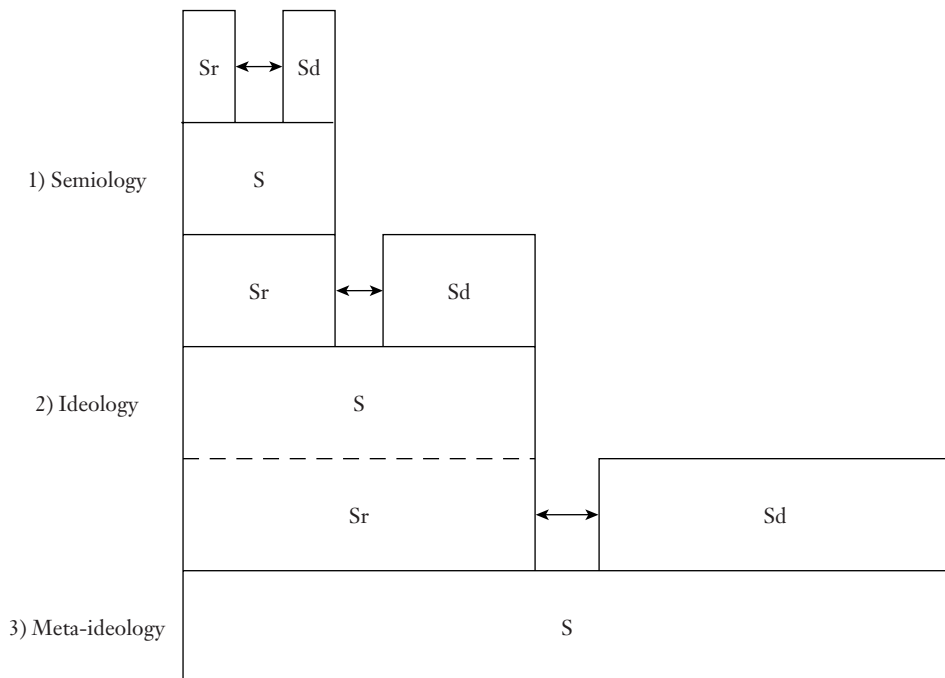 Sr Sd
1) Semiology S
Sr Sd
2) Ideology S
Sr Sd
3) Meta-ideology S